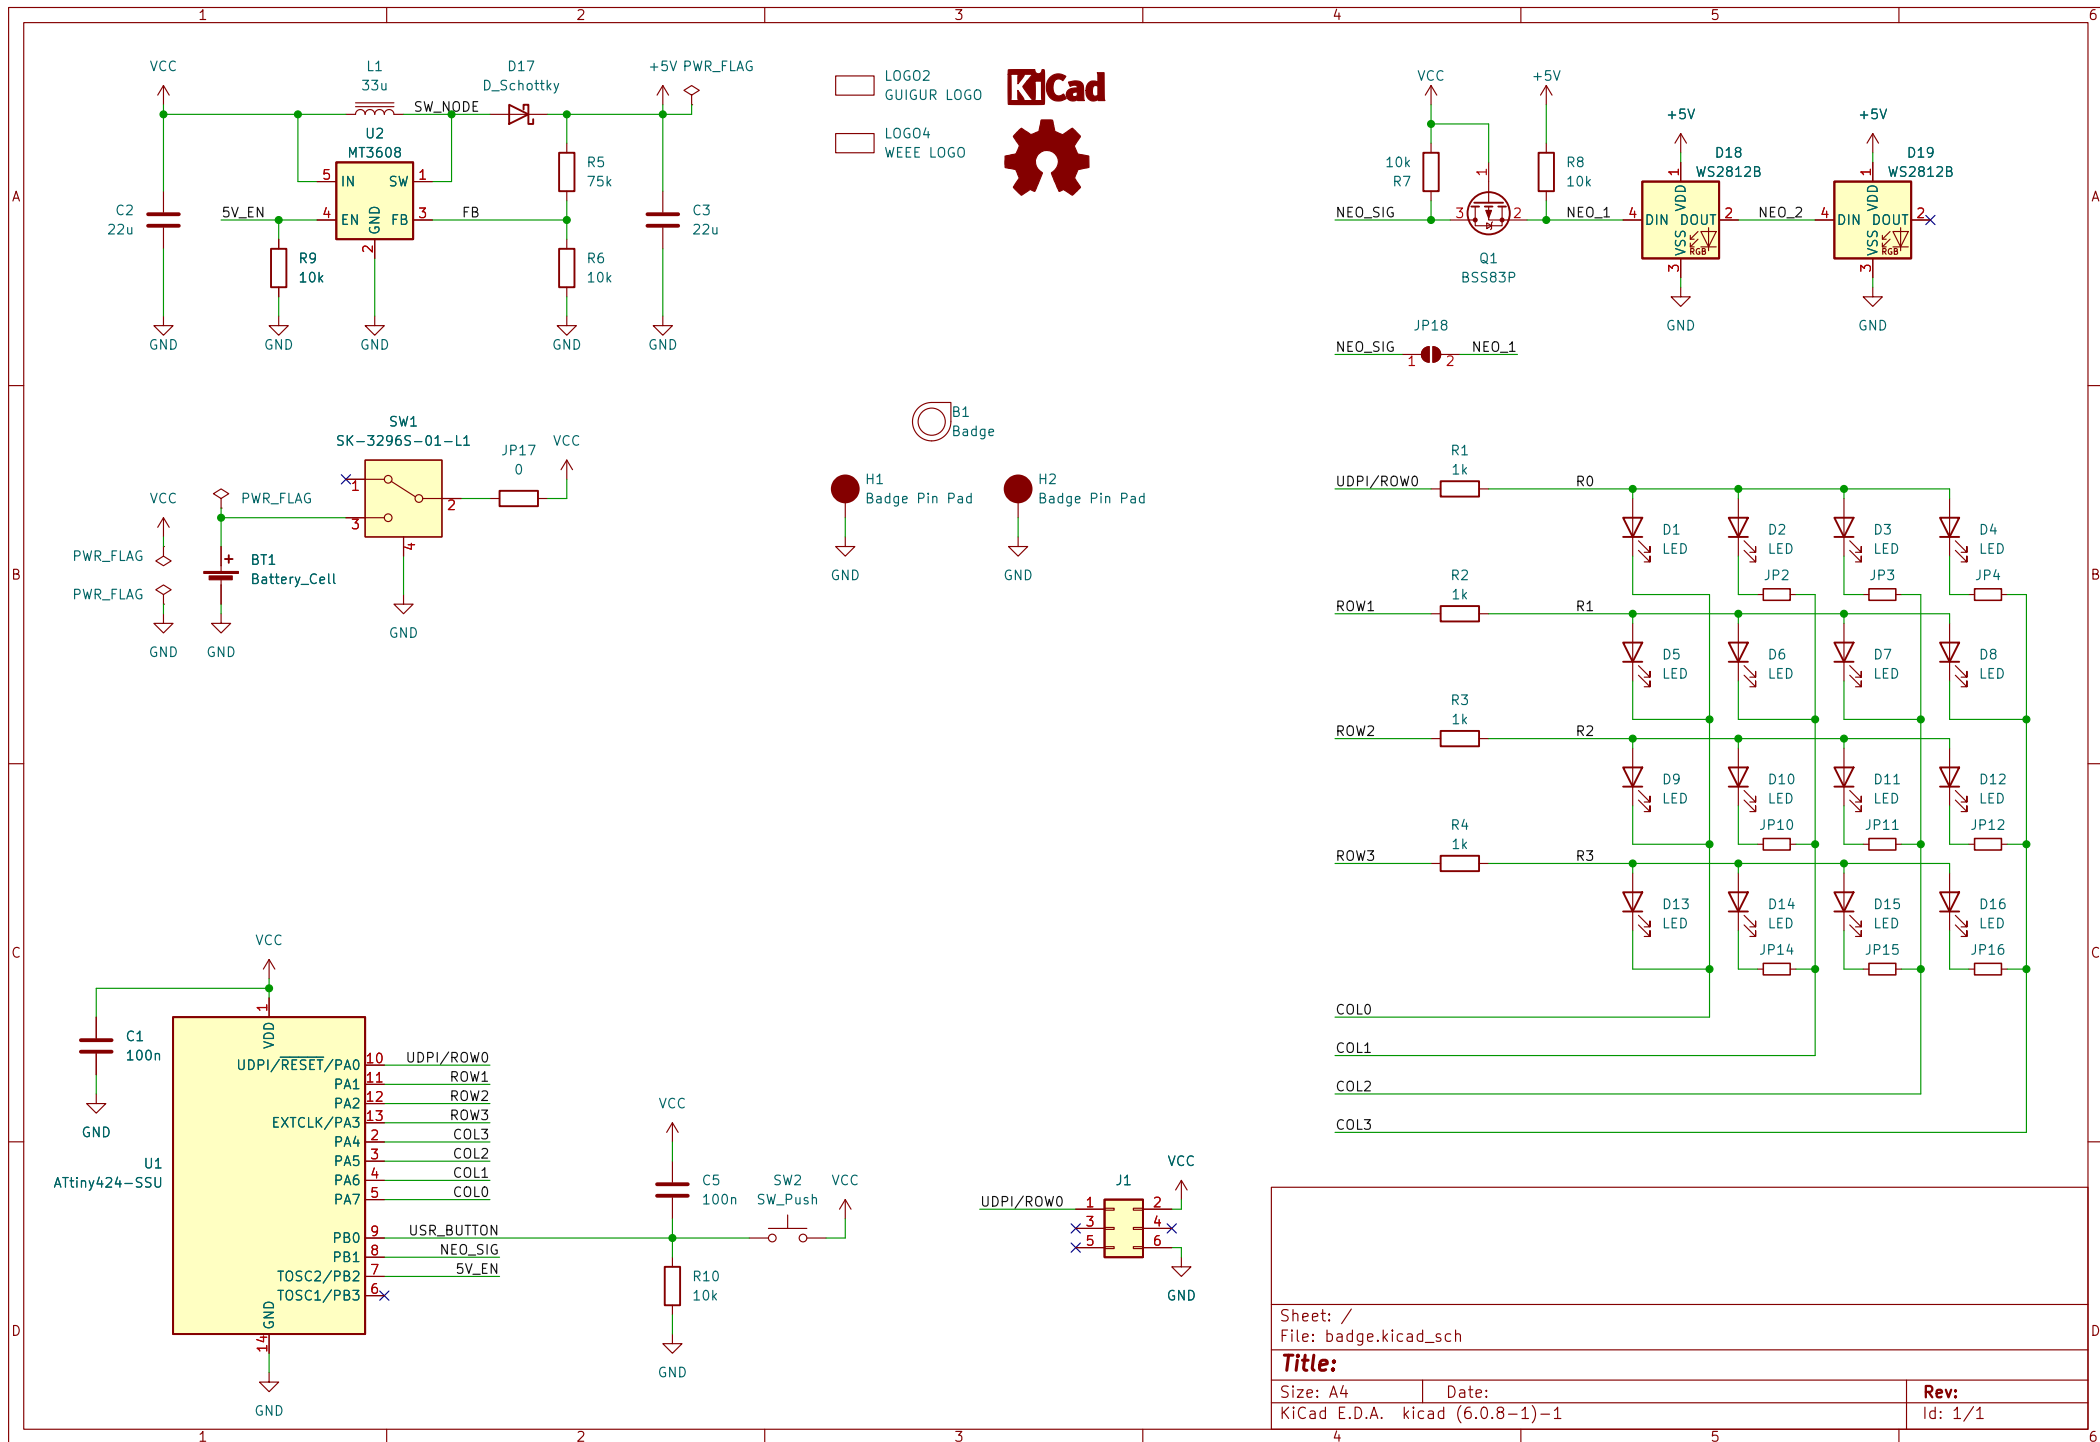 1 2 3 4 5 6
A
B
C
D
A
B
C
D
VCC
L1
33u
SW_NODE
D17
D_Schottky
+5V PWR_FLAG
U2
MT3608
5 IN
SW 1
4 EN
GND
FB 3
2
5V_EN
FB
C2
22u
R9
10k
R5
75k
R6
10k
C3
22u
GND
GND
GND
GND
GND
LOGO2
GUIGUR LOGO
LOGO4
WEEE LOGO
KiCad
VCC
+5V
10k
R7
R8
10k
NEO_SIG
1
3
2
Q1
BSS83P
NEO_1
+5V
D18
WS2812B
1
VDD
4 DIN
DOUT 2
VSS
RGB
3
GND
NEO_2
+5V
D19
WS2812B
1
VDD
4 DIN
DOUT 2
VSS
RGB
3
GND
JP18
NEO_SIG
1
2
NEO_1
SW1
SK-3296S-01-L1
1
3
2
4
JP17
0
VCC
VCC
PWR_FLAG
PWR_FLAG
PWR_FLAG
BT1
Battery_Cell
+
GND
GND
GND
B1
Badge
H1
Badge Pin Pad
GND
H2
Badge Pin Pad
GND
UDPI/ROW0
R1
1k
R0
D1
LED
D2
LED
D3
LED
D4
LED
JP2
JP3
JP4
ROW1
R2
1k
R1
D5
LED
D6
LED
D7
LED
D8
LED
ROW2
R3
1k
R2
D9
LED
D10
LED
D11
LED
D12
LED
JP10
JP11
JP12
ROW3
R4
1k
R3
D13
LED
D14
LED
D15
LED
D16
LED
JP14
JP15
JP16
COL0
COL1
COL2
COL3
VCC
C1
100n
GND
U1
ATtiny424-SSU
1
VDD
UDPI/RESET/PA0 10 UDPI/ROW0
PA1 11 ROW1
PA2 12 ROW2
EXTCLK/PA3 13 ROW3
PA4 2 COL3
PA5 3 COL2
PA6 4 COL1
PA7 5 COL0
PB0 9 USR_BUTTON
PB1 8 NEO_SIG
TOSC2/PB2 7 5V_EN
TOSC1/PB3 6
GND
14
GND
VCC
C5
100n
SW2
SW_Push
VCC
R10
10k
GND
UDPI/ROW0
J1
1 2
3 4
5 6
VCC
GND
Sheet: /
File: badge.kicad_sch
Title:
Size: A4
Date:
Rev:
KiCad E.D.A. kicad (6.0.8-1)-1
Id: 1/1
1 2 3 4 5 6